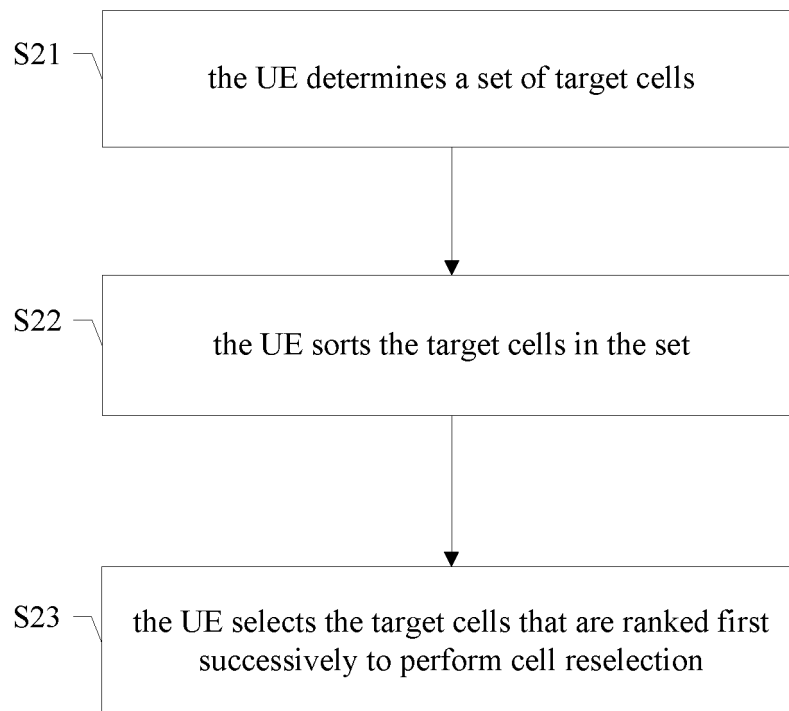 S21
the UE determines a set of target cells
S22
the UE sorts the target cells in the set
S23
the UE selects the target cells that are ranked first
successively to perform cell reselection